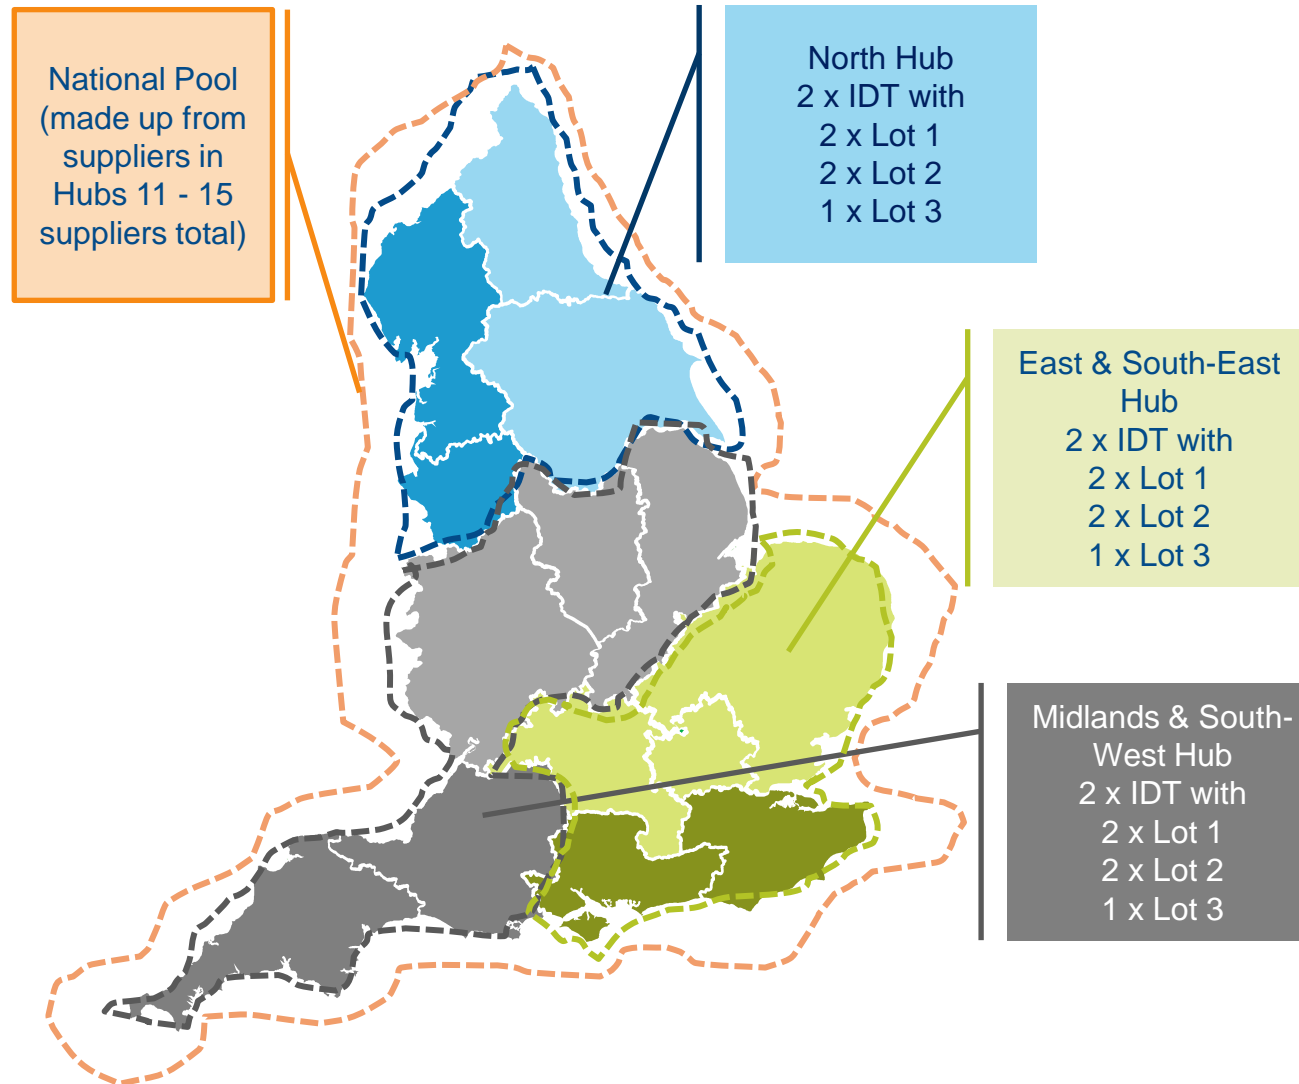 National Pool
(made up from
suppliers in
Hubs 11 - 15
suppliers total)
North Hub
2 x IDT with
2 x Lot 1
2 x Lot 2
1 x Lot 3
East & South-East
Hub
2 x IDT with
2 x Lot 1
2 x Lot 2
1 x Lot 3
Midlands & South-
West Hub
2 x IDT with
2 x Lot 1
2 x Lot 2
1 x Lot 3